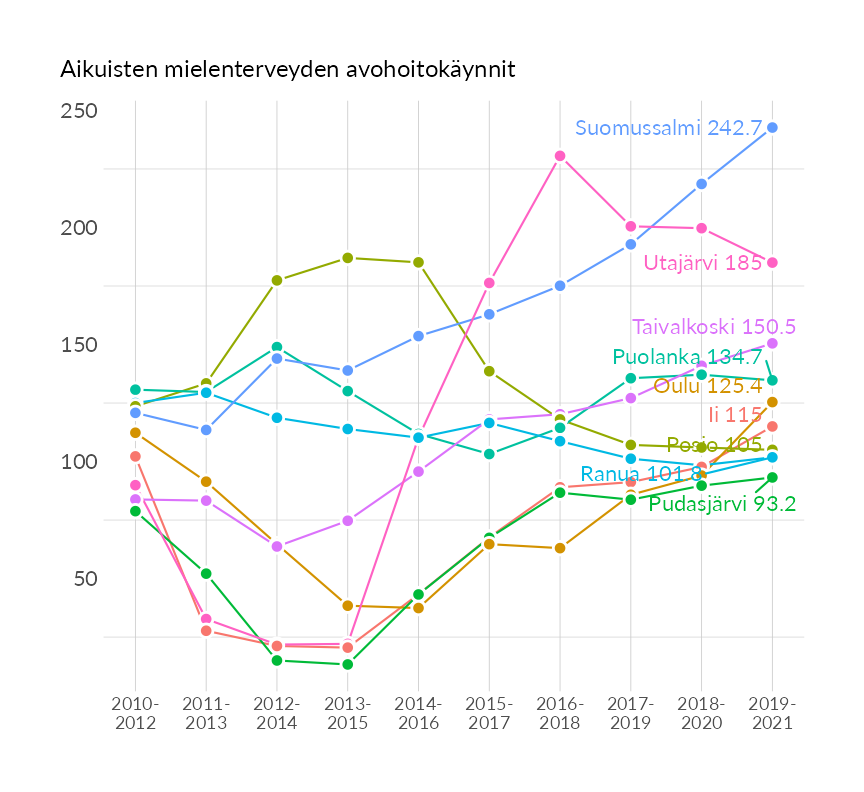 Aikuisten mielenterveyden avohoitokäynnit
250
Suomussalmi 242.7
200
Utajärvi 185
Taivalkoski 150.5
150
Puolanka 134.7
Oulu 125.4
Ii 115
Posio 105
100
Ranua 101.8
Pudasjärvi 93.2
50
2010-
2012
2011-
2013
2012-
2014
2013-
2015
2014-
2016
2015-
2017
2016-
2018
2017-
2019
2018-
2020
2019-
2021